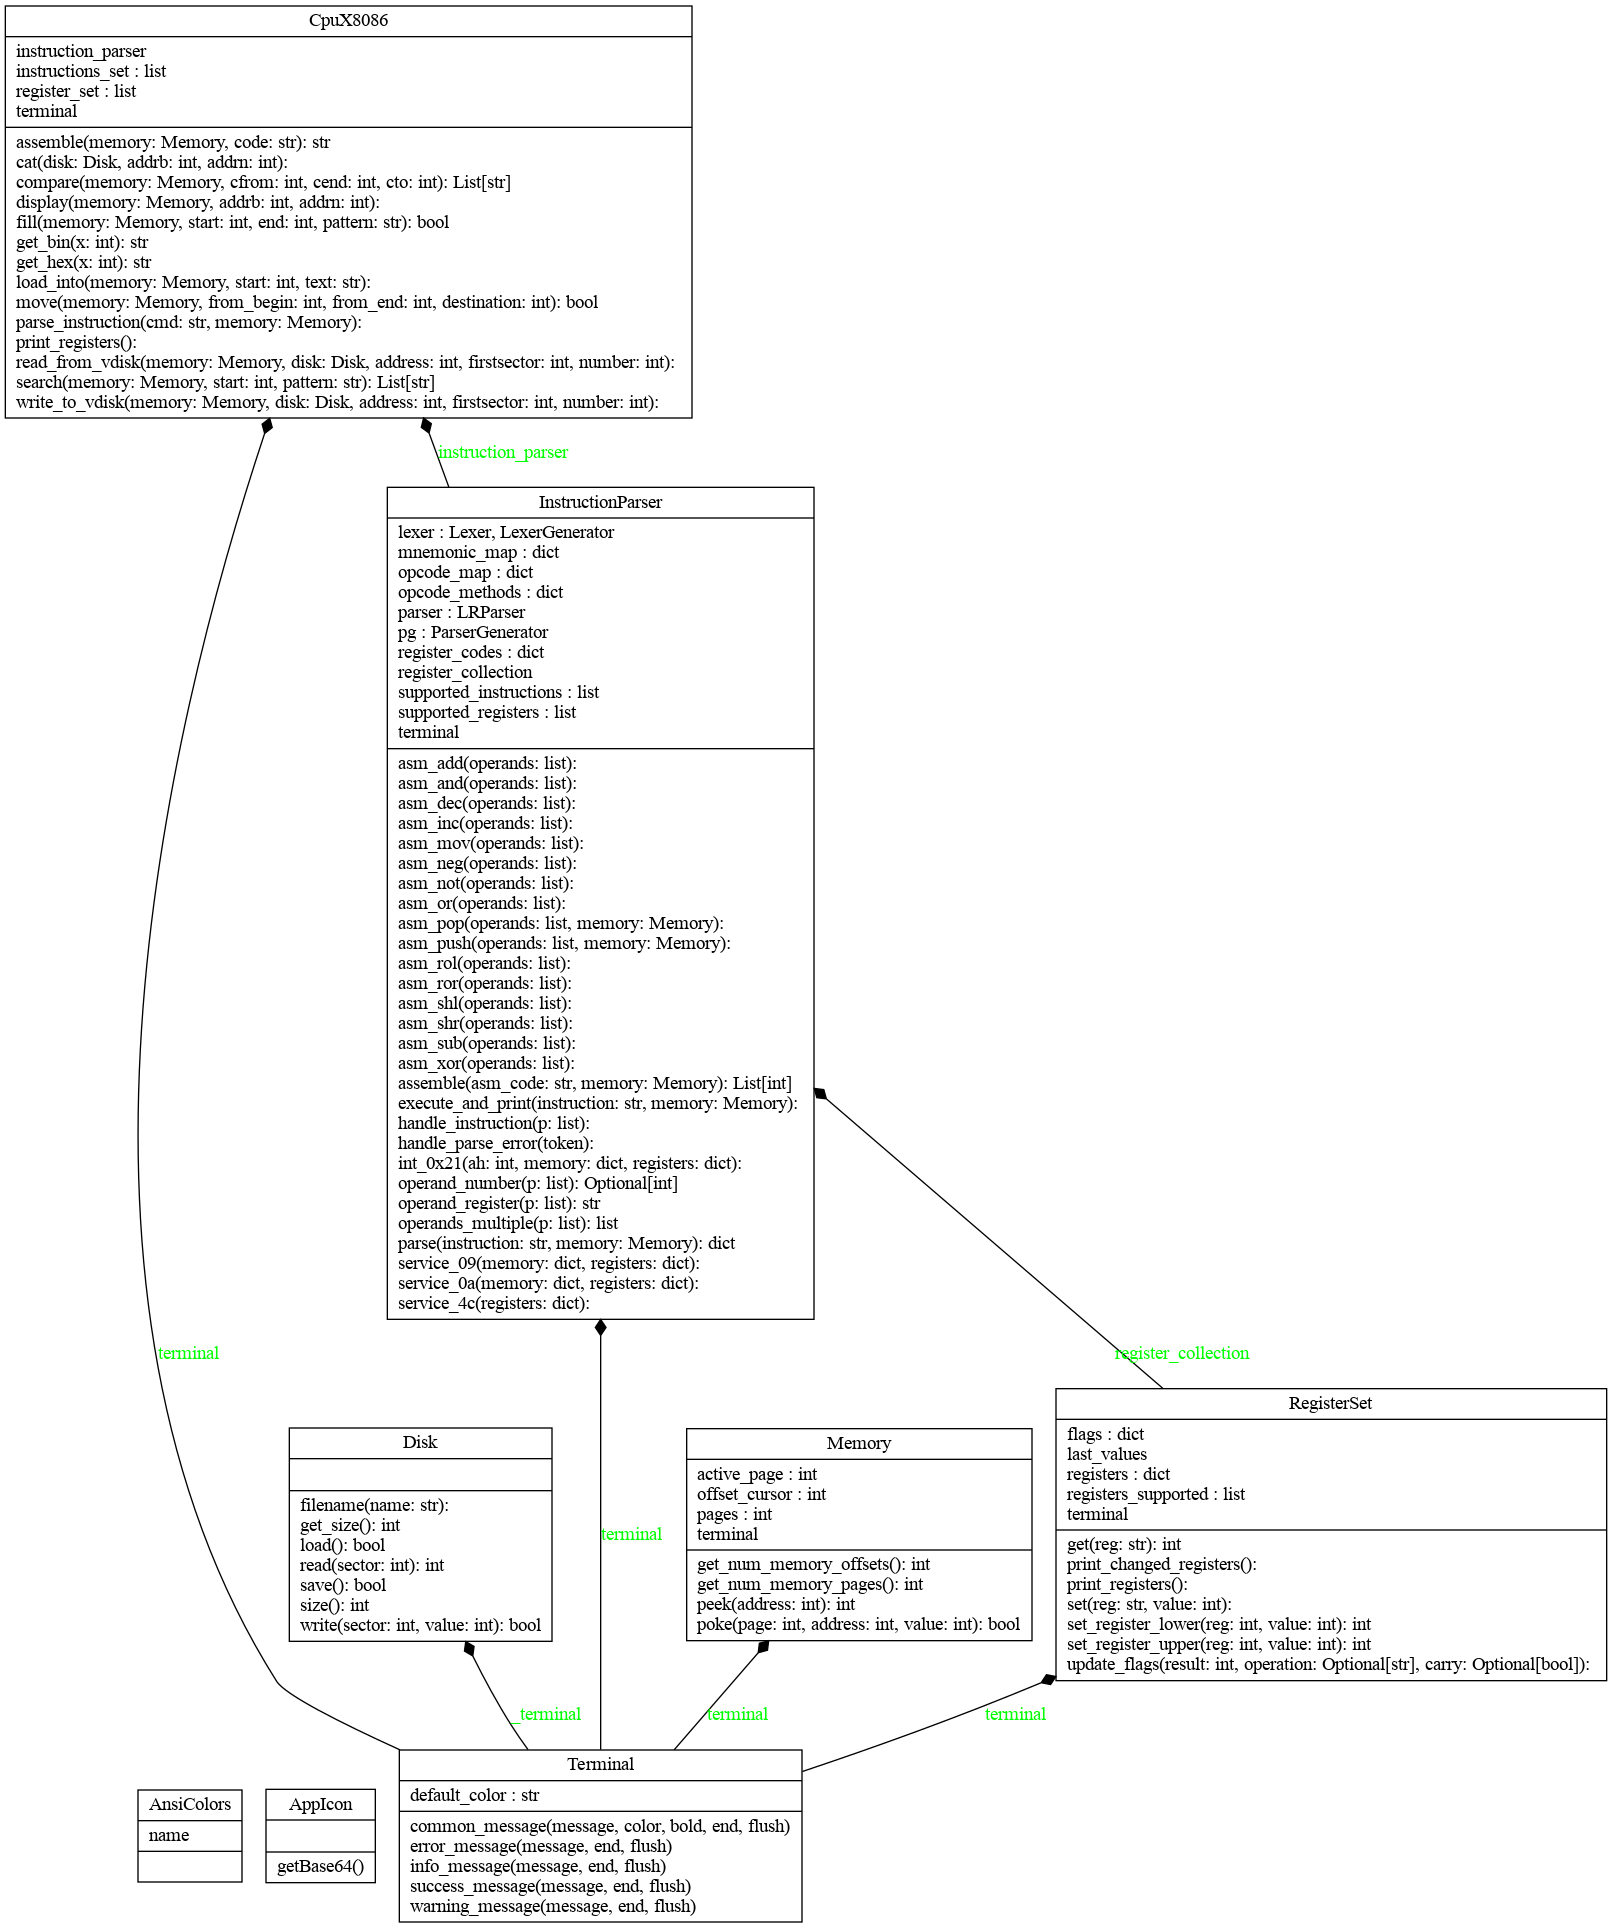 CpuX8086
instruction_parser
instructions_set : list
register_set : list
terminal
assemble(memory: Memory, code: str): str
cat(disk: Disk, addrb: int, addrn: int):
compare(memory: Memory, cfrom: int, cend: int, cto: int): List[str]
display(memory: Memory, addrb: int, addrn: int):
fill(memory: Memory, start: int, end: int, pattern: str): bool
get_bin(x: int): str
get_hex(x: int): str
load_into(memory: Memory, start: int, text: str):
move(memory: Memory, from_begin: int, from_end: int, destination: int): bool
parse_instruction(cmd: str, memory: Memory):
print_registers():
read_from_vdisk(memory: Memory, disk: Disk, address: int, firstsector: int, number: int):
search(memory: Memory, start: int, pattern: str): List[str]
write_to_vdisk(memory: Memory, disk: Disk, address: int, firstsector: int, number: int):
instruction_parser
InstructionParser
lexer : Lexer, LexerGenerator
mnemonic_map : dict
opcode_map : dict
opcode_methods : dict
parser : LRParser
pg : ParserGenerator
register_codes : dict
register_collection
supported_instructions : list
supported_registers : list
terminal
asm_add(operands: list):
asm_and(operands: list):
asm_dec(operands: list):
asm_inc(operands: list):
asm_mov(operands: list):
asm_neg(operands: list):
asm_not(operands: list):
asm_or(operands: list):
asm_pop(operands: list, memory: Memory):
asm_push(operands: list, memory: Memory):
asm_rol(operands: list):
asm_ror(operands: list):
asm_shl(operands: list):
asm_shr(operands: list):
asm_sub(operands: list):
asm_xor(operands: list):
assemble(asm_code: str, memory: Memory): List[int]
execute_and_print(instruction: str, memory: Memory):
handle_instruction(p: list):
handle_parse_error(token):
int_0x21(ah: int, memory: dict, registers: dict):
operand_number(p: list): Optional[int]
operand_register(p: list): str
operands_multiple(p: list): list
parse(instruction: str, memory: Memory): dict
service_09(memory: dict, registers: dict):
service_0a(memory: dict, registers: dict):
service_4c(registers: dict):
terminal
register_collection
Disk
filename(name: str):
get_size(): int
load(): bool
read(sector: int): int
save(): bool
size(): int
write(sector: int, value: int): bool
terminal
Memory
active_page : int
offset_cursor : int
pages : int
terminal
get_num_memory_offsets(): int
get_num_memory_pages(): int
peek(address: int): int
poke(page: int, address: int, value: int): bool
RegisterSet
flags : dict
last_values
registers : dict
registers_supported : list
terminal
get(reg: str): int
print_changed_registers():
print_registers():
set(reg: str, value: int):
set_register_lower(reg: int, value: int): int
set_register_upper(reg: int, value: int): int
update_flags(result: int, operation: Optional[str], carry: Optional[bool]):
_terminal
terminal
terminal
AnsiColors
name
AppIcon
getBase64()
Terminal
default_color : str
common_message(message, color, bold, end, flush)
error_message(message, end, flush)
info_message(message, end, flush)
success_message(message, end, flush)
warning_message(message, end, flush)